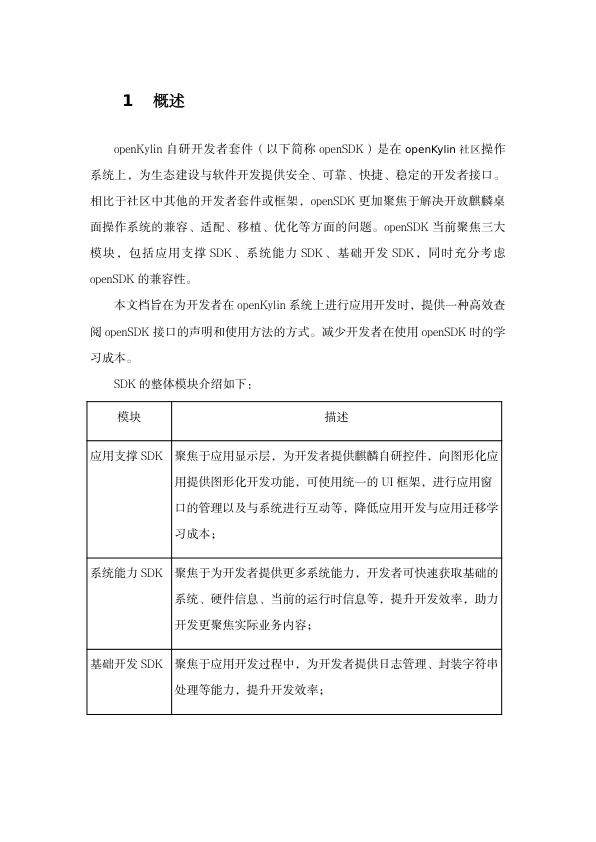 1 概述
openKylin 自研开发者套件（以下简称 openSDK）是在 openKylin 社区操作
系统上，为生态建设与软件开发提供安全、可靠、快捷、稳定的开发者接口。
相比于社区中其他的开发者套件或框架，openSDK 更加聚焦于解决开放麒麟桌
面操作系统的兼容、适配、移植、优化等方面的问题。openSDK 当前聚焦三大
模块，包括应用支撑 SDK、系统能力 SDK、基础开发 SDK，同时充分考虑
openSDK 的兼容性。
本文档旨在为开发者在 openKylin 系统上进行应用开发时，提供一种高效查
阅 openSDK 接口的声明和使用方法的方式。减少开发者在使用 openSDK 时的学
习成本。
SDK 的整体模块介绍如下：
模块 描述
应用支撑 SDK 聚焦于应用显示层，为开发者提供麒麟自研控件，向图形化应
用提供图形化开发功能，可使用统一的 UI 框架，进行应用窗
口的管理以及与系统进行互动等，降低应用开发与应用迁移学
习成本；
系统能力 SDK 聚焦于为开发者提供更多系统能力，开发者可快速获取基础的
系统、硬件信息、当前的运行时信息等，提升开发效率，助力
开发更聚焦实际业务内容；
基础开发 SDK 聚焦于应用开发过程中，为开发者提供日志管理、封装字符串
处理等能力，提升开发效率；